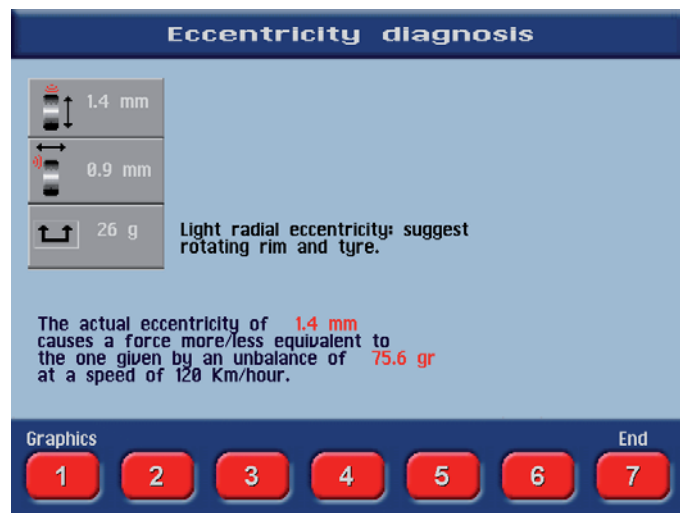 Eccentricity diagnosis
1.4 mm
0.9 mm
26 g
Light radial eccentricity: suggest
rotating rim and tyre.
The actual eccentricity of 1.4 mm
causes a force more/less equivalent to
the one given by an unbalance of 75.6 gr
at a speed of 120 Km/hour.
Graphics End
1 2 3 4 5 6 7